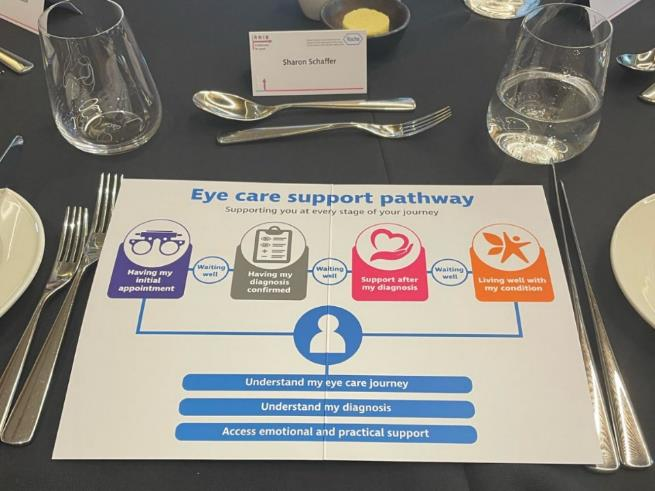 RNIB
Roche
Sharon Schaffer
Eye care support pathway
Supporting you at every stage of your journey
Having my
initial
appointment
Waiting
well
Having my
diagnosis
confirmed
Waiting
well
Support after
my diagnosis
Waiting
well
Living well with
my condition
Understand my eye care journey
Understand my diagnosis
Access emotional and practical support